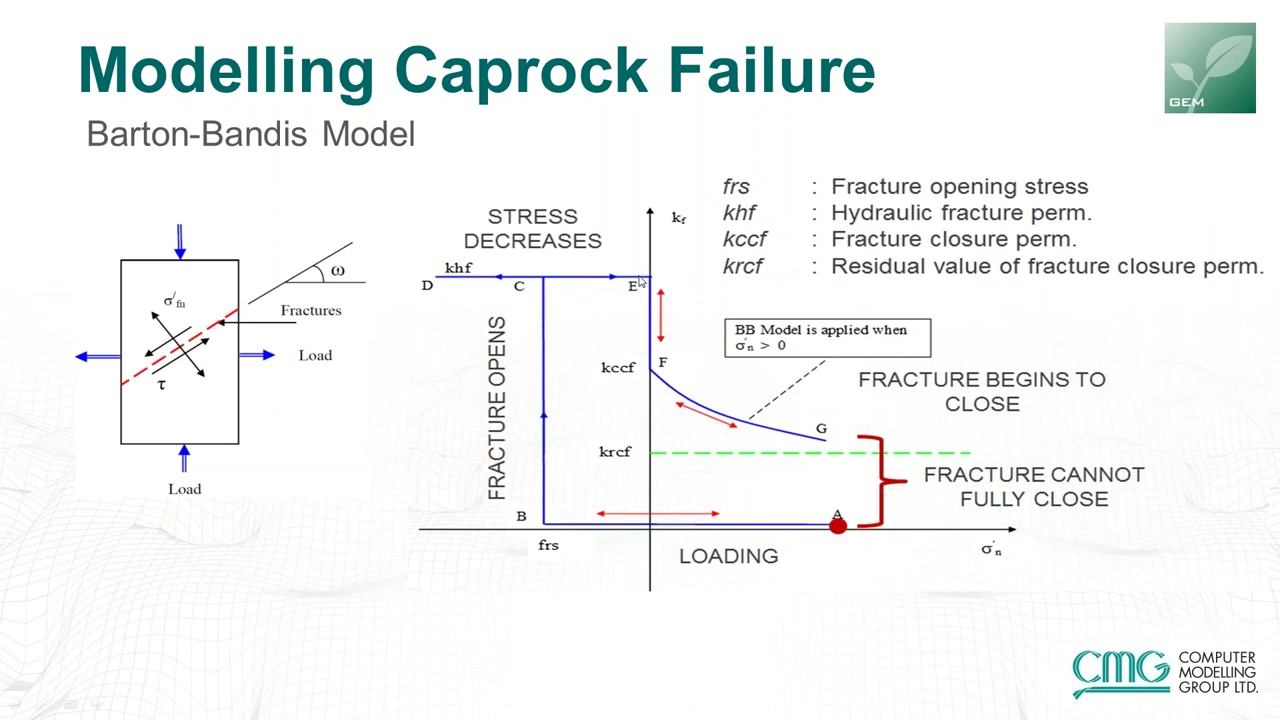 Modelling Caprock Failure
Barton-Bandis Model
GEM
frs : Fracture opening stress
khf : Hydraulic fracture perm.
kccf : Fracture closure perm.
krcf : Residual value of fracture closure perm.
ω
σ'fn
Fractures
Load
τ
Load
STRESS
DECREASES
kf
khf
D
C
E
FRACTURE OPENS
BB Model is applied when
σ'n > 0
kccf
F
FRACTURE BEGINS TO
CLOSE
G
krcf
FRACTURE CANNOT
FULLY CLOSE
B
A
frs
LOADING
σ'n
CMG
COMPUTER
MODELLING
GROUP LTD.